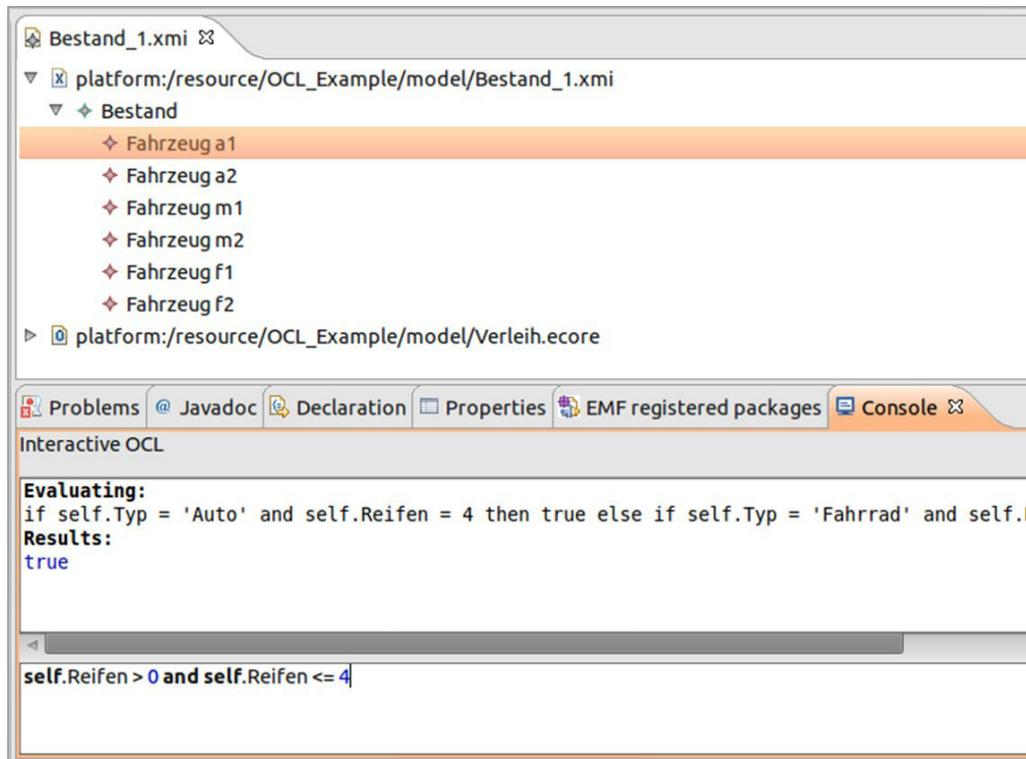 Bestand_1.xmi
platform:/resource/OCL_Example/model/Bestand_1.xmi
Bestand
Fahrzeug a1
Fahrzeug a2
Fahrzeug m1
Fahrzeug m2
Fahrzeug f1
Fahrzeug f2
platform:/resource/OCL_Example/model/Verleih.ecore
Problems @ Javadoc Declaration Properties EMF registered packages Console
Interactive OCL
Evaluating:
if self.Typ = 'Auto' and self.Reifen = 4 then true else if self.Typ = 'Fahrrad' and self.
Results:
true
self.Reifen > 0 and self.Reifen <= 4